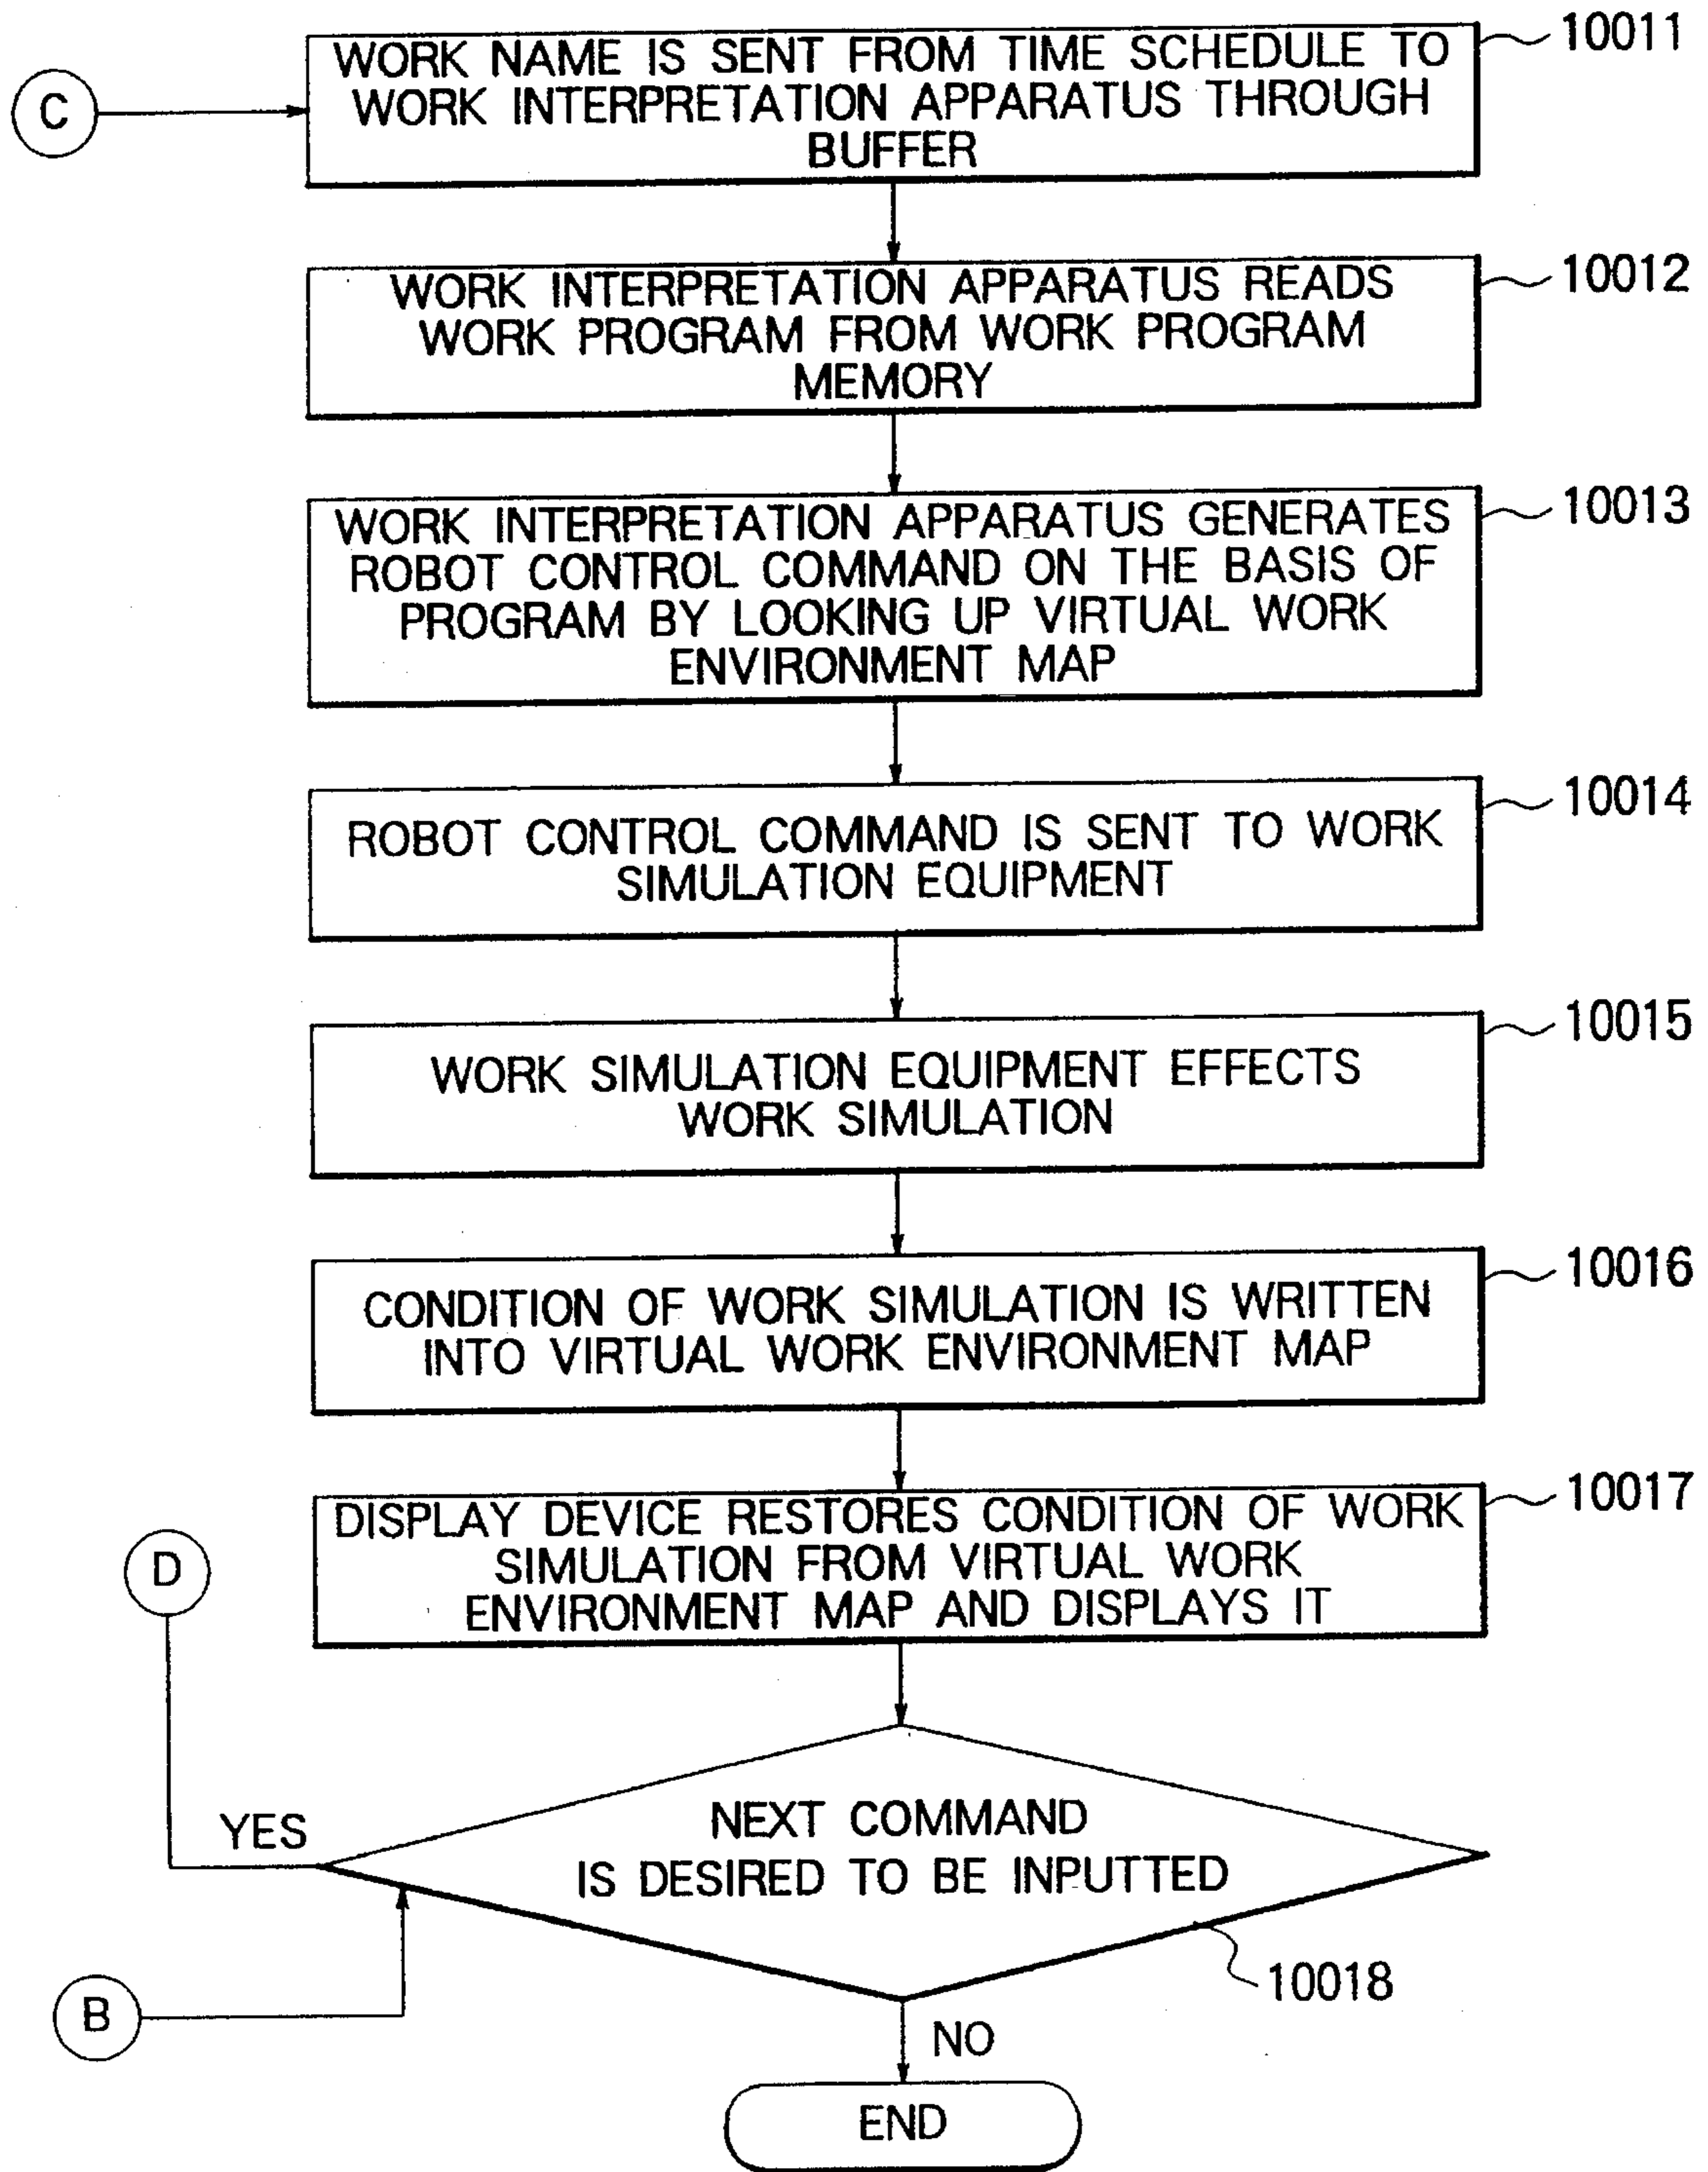 WORK NAME IS SENT FROM TIME SCHEDULE TO
WORK INTERPRETATION APPARATUS THROUGH
BUFFER
10011
C
WORK INTERPRETATION APPARATUS READS
WORK PROGRAM FROM WORK PROGRAM
MEMORY
10012
WORK INTERPRETATION APPARATUS GENERATES
ROBOT CONTROL COMMAND ON THE BASIS OF
PROGRAM BY LOOKING UP VIRTUAL WORK
ENVIRONMENT MAP
10013
ROBOT CONTROL COMMAND IS SENT TO WORK
SIMULATION EQUIPMENT
10014
WORK SIMULATION EQUIPMENT EFFECTS
WORK SIMULATION
10015
CONDITION OF WORK SIMULATION IS WRITTEN
INTO VIRTUAL WORK ENVIRONMENT MAP
10016
DISPLAY DEVICE RESTORES CONDITION OF WORK
SIMULATION FROM VIRTUAL WORK
ENVIRONMENT MAP AND DISPLAYS IT
10017
D
YES
NEXT COMMAND
IS DESIRED TO BE INPUTTED
10018
B
NO
END